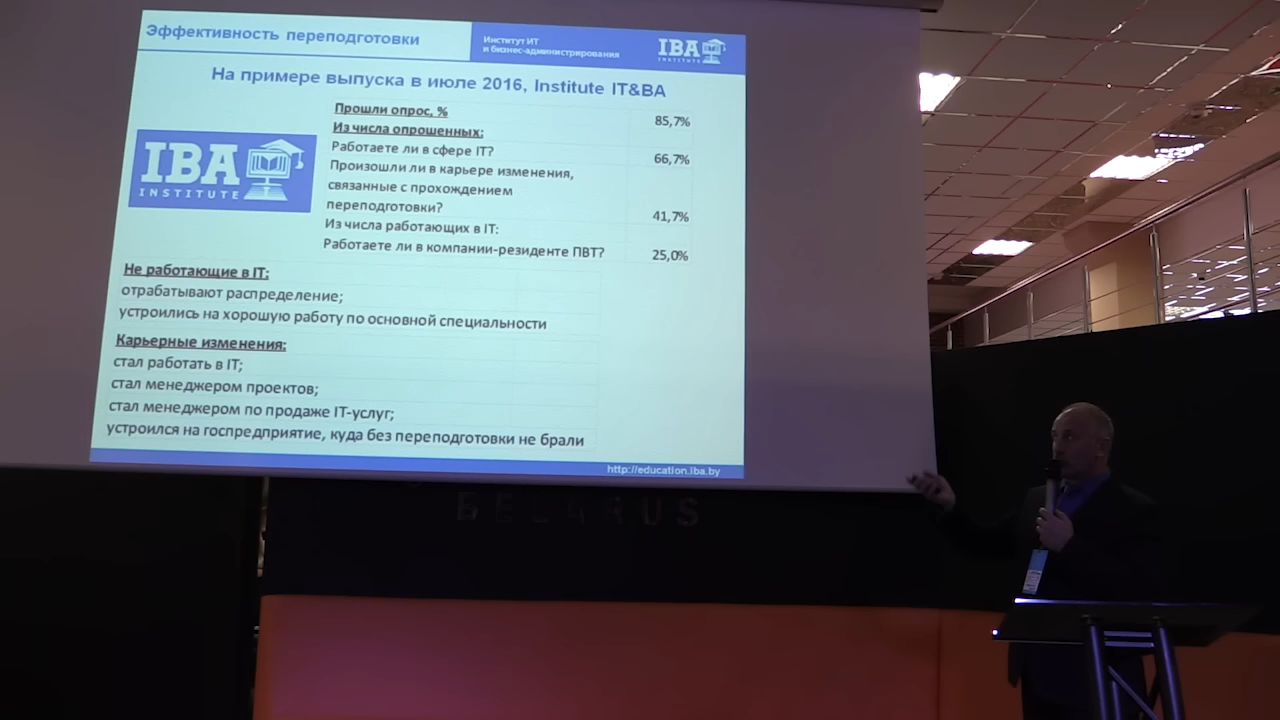 Эффективность переподготовки
Институт ИТ
и бизнес-администрирования
IBA
INSTITUTE
На примере выпуска в июле 2016, Institute IT&BA
IBA
INSTITUTE
Прошли опрос, % 85,7%
Из числа опрошенных:
Работаете ли в сфере IT? 66,7%
Произошли ли в карьере изменения,
связанные с прохождением
переподготовки? 41,7%
Из числа работающих в IT:
Работаете ли в компании-резиденте ПВТ? 25,0%
Не работающие в IT:
отрабатывают распределение;
устроились на хорошую работу по основной специальности
Карьерные изменения:
стал работать в IT;
стал менеджером проектов;
стал менеджером по продаже IT-услуг;
устроился на госпредприятие, куда без переподготовки не брали
http://education.iba.by
BELARUS